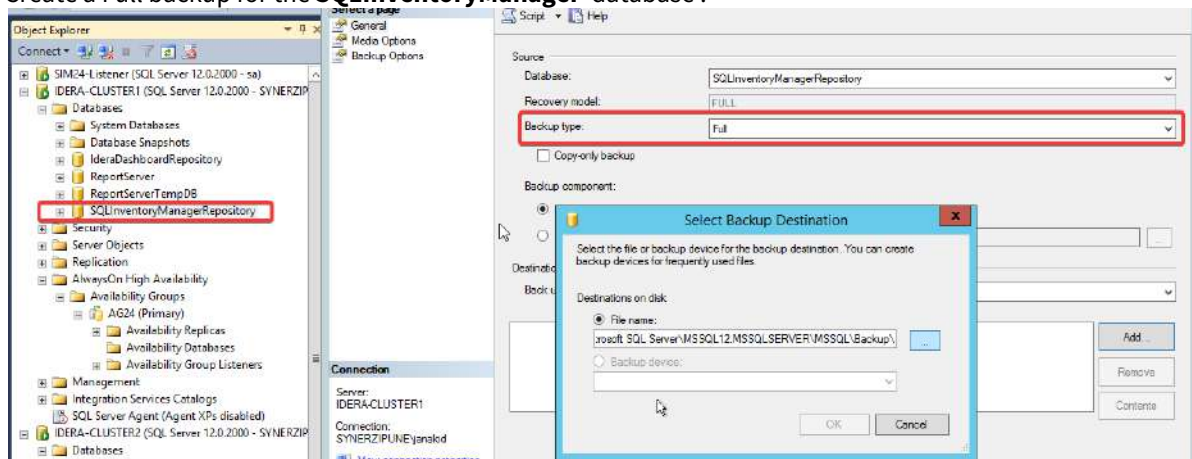 Create a Full backup for the SQLInventoryManager database .
Object Explorer
Connect
SIM24-Listener (SQL Server 12.0.2000 - sa)
IDERA-CLUSTER1 (SQL Server 12.0.2000 - SYNERZIP
Databases
System Databases
Database Snapshots
IderaDashboardRepository
ReportServer
ReportServerTempDB
SQLInventoryManagerRepository
Security
Server Objects
Replication
AlwaysOn High Availability
Availability Groups
AG24 (Primary)
Availability Replicas
Availability Databases
Availability Group Listeners
Management
Integration Services Catalogs
SQL Server Agent (Agent XPs disabled)
IDERA-CLUSTER2 (SQL Server 12.0.2000 - SYNERZIP
Databases
Select a page
General
Media Options
Backup Options
Connection
Server:
IDERA-CLUSTER1
Connection:
SYNERZIPUNE\janalod
View connection properties
Script Help
Source
Database: SQLInventoryManagerRepository
Recovery model: FULL
Backup type: Full
Copy-only backup
Backup component:
Destinatio
Back u
Add...
Remove
Contents
Select Backup Destination
x
Select the file or backup device for the backup destination. You can create
backup devices for frequently used files.
Destinations on disk
File name:
rosoft SQL Server\MSSQL12.MSSQLSERVER\MSSQL\Backup\
...
Backup device:
OK Cancel